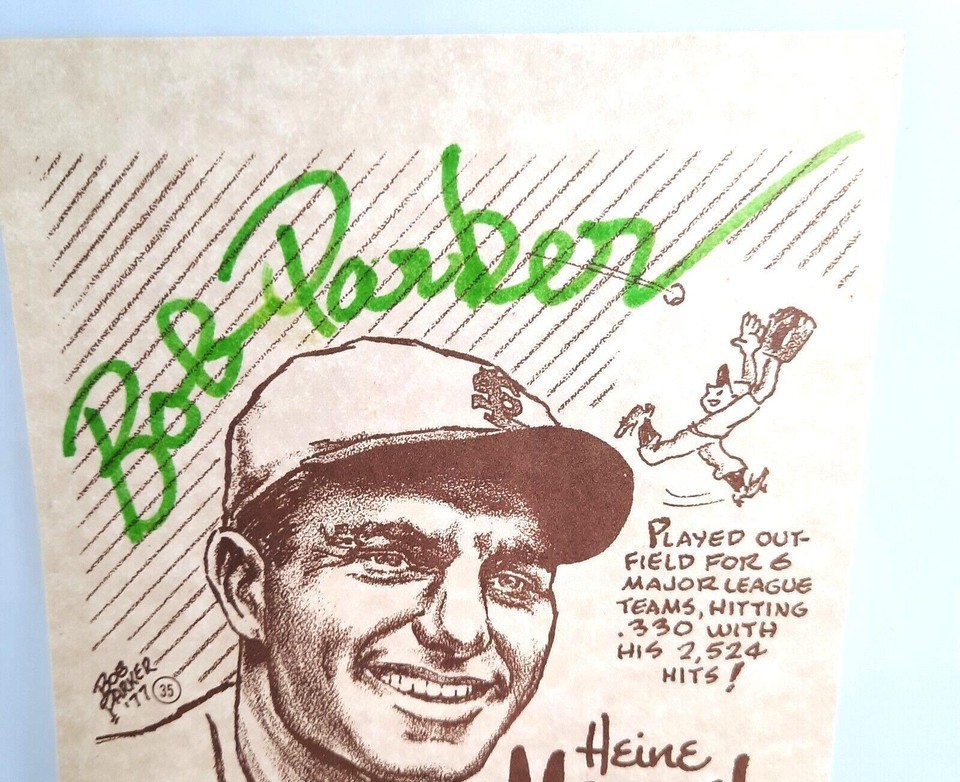 Bob Parker
StL
PLAYED OUT-
FIELD FOR 6
MAJOR LEAGUE
TEAMS, HITTING
.330 WITH
HIS 2,524
HITS!
BOB
PARKER
'77 35
HEINE